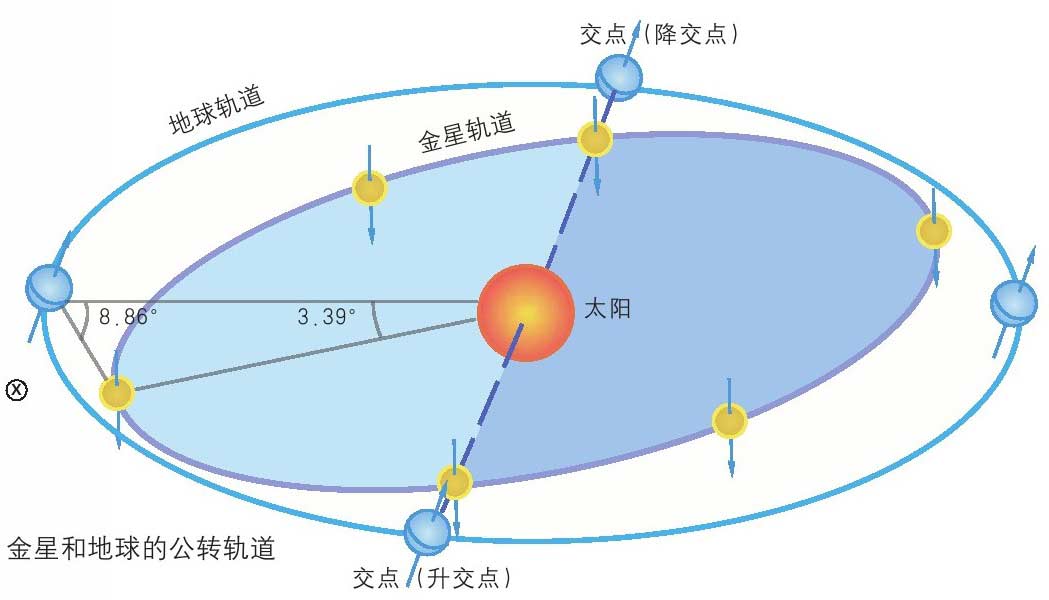 交点(降交点)
地球轨道
金星轨道
太阳
8.86°
3.39°
ⓧ
金星和地球的公转轨道
交点(升交点)